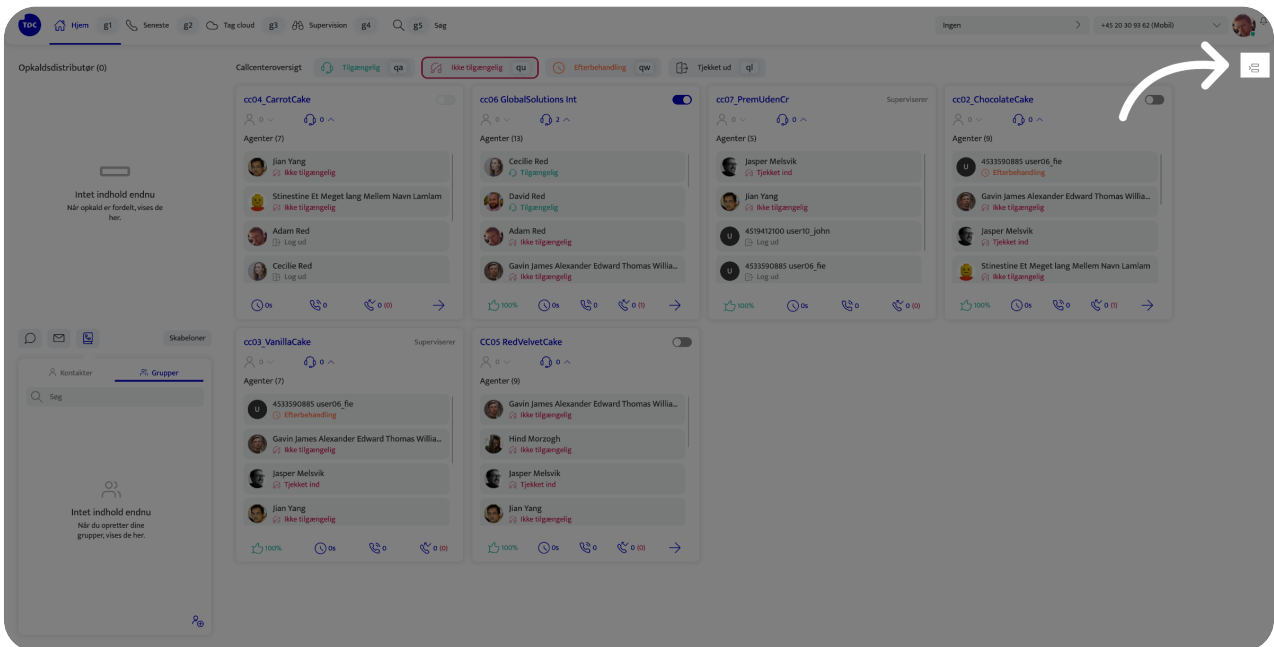 TDC Hjem g1 Seneste g2 Tag cloud g3 Supervision g4 g5 Søg Ingen +45 20 30 93 62 (Mobil)
Opkaldsdistributør (0)
Intet indhold endnu
Når opkald er fordelt, vises de
her.
Callcenteroversigt Tilgængelig qa Ikke tilgængelig qu Efterbehandling qw Tjekket ud ql
cc04_CarrotCake
0 0
Agenter (7)
Jian Yang
Ikke tilgængelig
Stinestine Et Meget lang Mellem Navn Lamlam
Ikke tilgængelig
Adam Red
Log ud
Cecilie Red
Log ud
0s 0 0 (0)
cc06 GlobalSolutions Int
0 2
Agenter (13)
Cecilie Red
Tilgængelig
David Red
Tilgængelig
Adam Red
Ikke tilgængelig
Gavin James Alexander Edward Thomas Willia...
Ikke tilgængelig
100% 0s 0 0 (1)
cc07_PremUdenCr Superviserer
0 0
Agenter (5)
Jasper Melsvik
Tjekket ind
Jian Yang
Ikke tilgængelig
U 4519412100 user10_john
Log ud
U 4533590885 user06_fie
Log ud
100% 0s 0 0 (0)
cc02_ChocolateCake
0 0
Agenter (9)
U 4533590885 user06_fie
Efterbehandling
Gavin James Alexander Edward Thomas Willia...
Ikke tilgængelig
Jasper Melsvik
Tjekket ind
Stinestine Et Meget lang Mellem Navn Lamlam
Ikke tilgængelig
100% 0s 0 0 (1)
Skabeloner
Kontakter Grupper
Søg
Intet indhold endnu
Når du opretter dine
grupper, vises de her.
cc03_VanillaCake Superviserer
0 0
Agenter (7)
U 4533590885 user06_fie
Efterbehandling
Gavin James Alexander Edward Thomas Willia...
Ikke tilgængelig
Jasper Melsvik
Tjekket ind
Jian Yang
Ikke tilgængelig
100% 0s 0 0 (0)
CC05 RedVelvetCake
0 0
Agenter (9)
Gavin James Alexander Edward Thomas Willia...
Ikke tilgængelig
Hind Morzogh
Ikke tilgængelig
Jasper Melsvik
Tjekket ind
Jian Yang
Ikke tilgængelig
100% 0s 0 0 (0)